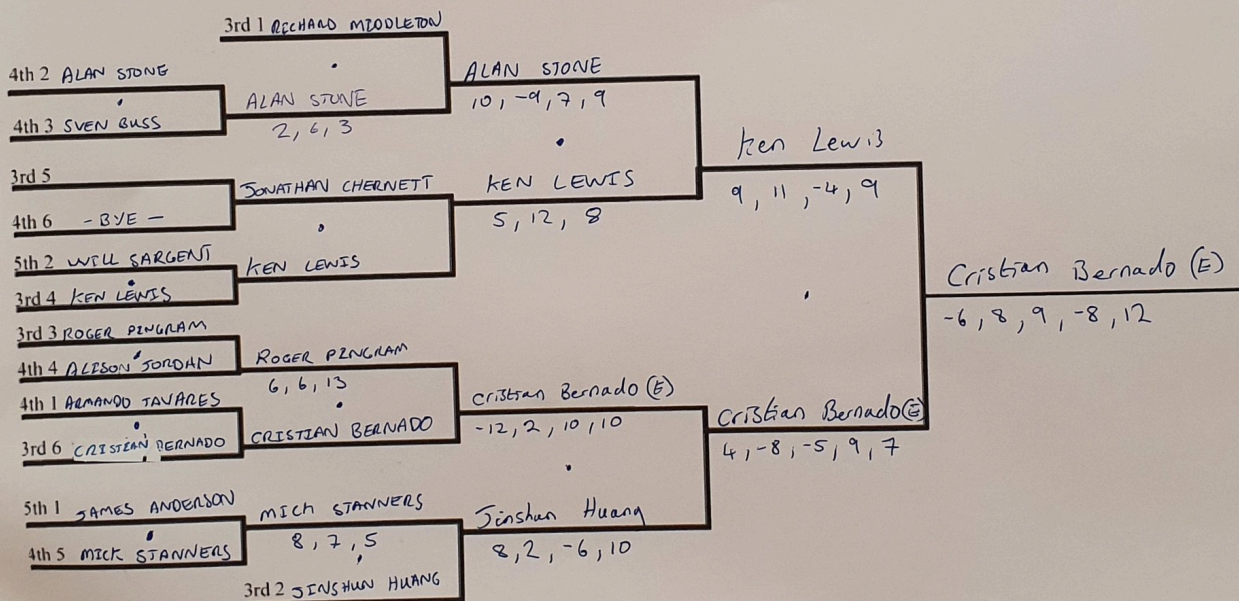 3rd 1 RICHARD MIDDLETON
4th 2 ALAN STONE
4th 3 SVEN BUSS
ALAN STONE
2, 6, 3
ALAN STONE
10, -9, 7, 9
3rd 5
4th 6 - BYE -
JONATHAN CHERNETT
5th 2 WILL SARGENT
3rd 4 KEN LEWIS
KEN LEWIS
KEN LEWIS
5, 12, 8
Ken Lewis
9, 11, -4, 9
3rd 3 ROGER PINGRAM
4th 4 ALISON JORDAN
ROGER PINGRAM
6, 6, 13
4th 1 ARMANDO TAVARES
3rd 6 CRISTIAN BERNADO
CRISTIAN BERNADO
Cristian Bernado (E)
-12, 2, 10, 10
5th 1 JAMES ANDERSON
4th 5 MICK STANNERS
MICK STANNERS
8, 7, 5
3rd 2 JINSHUN HUANG
Jinshun Huang
8, 2, -6, 10
Cristian Bernado (E)
4, -8, -5, 9, 7
Cristian Bernado (E)
-6, 8, 9, -8, 12